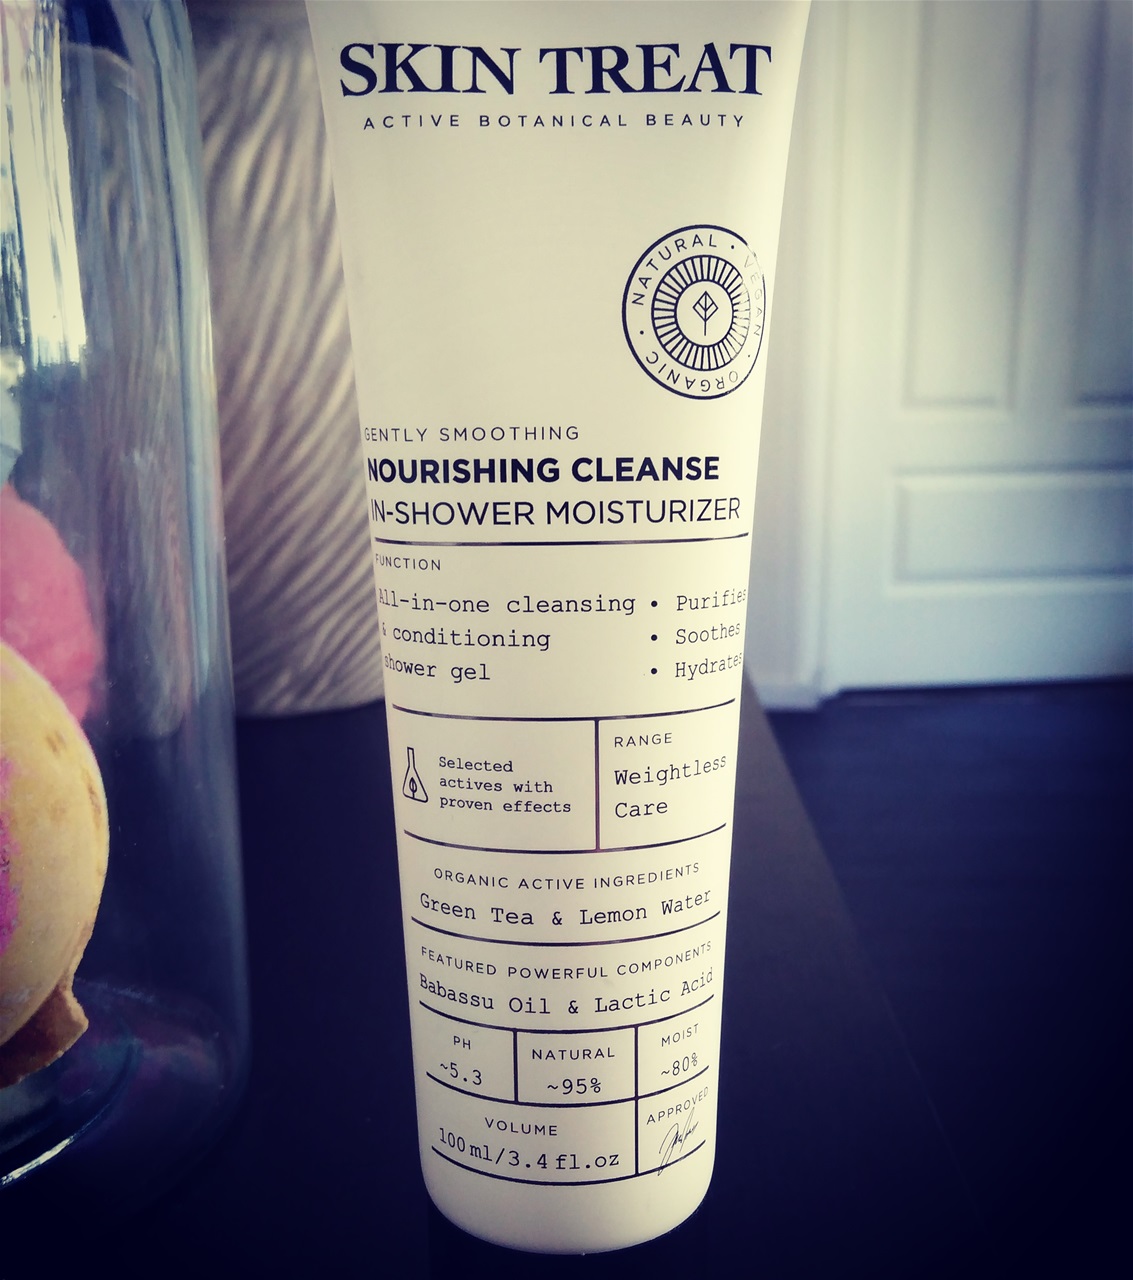 SKIN TREAT
ACTIVE BOTANICAL BEAUTY
NATURAL · VEGAN · ORGANIC ·
GENTLY SMOOTHING
NOURISHING CLEANSE
IN-SHOWER MOISTURIZER
FUNCTION
All-in-one cleansing
& conditioning
shower gel
• Purifies
• Soothes
• Hydrates
Selected
actives with
proven effects
RANGE
Weightless
Care
ORGANIC ACTIVE INGREDIENTS
Green Tea & Lemon Water
FEATURED POWERFUL COMPONENTS
Babassu Oil & Lactic Acid
PH
~5.3
NATURAL
~95%
MOIST
~80%
VOLUME
100 ml/3.4 fl.oz
APPROVED